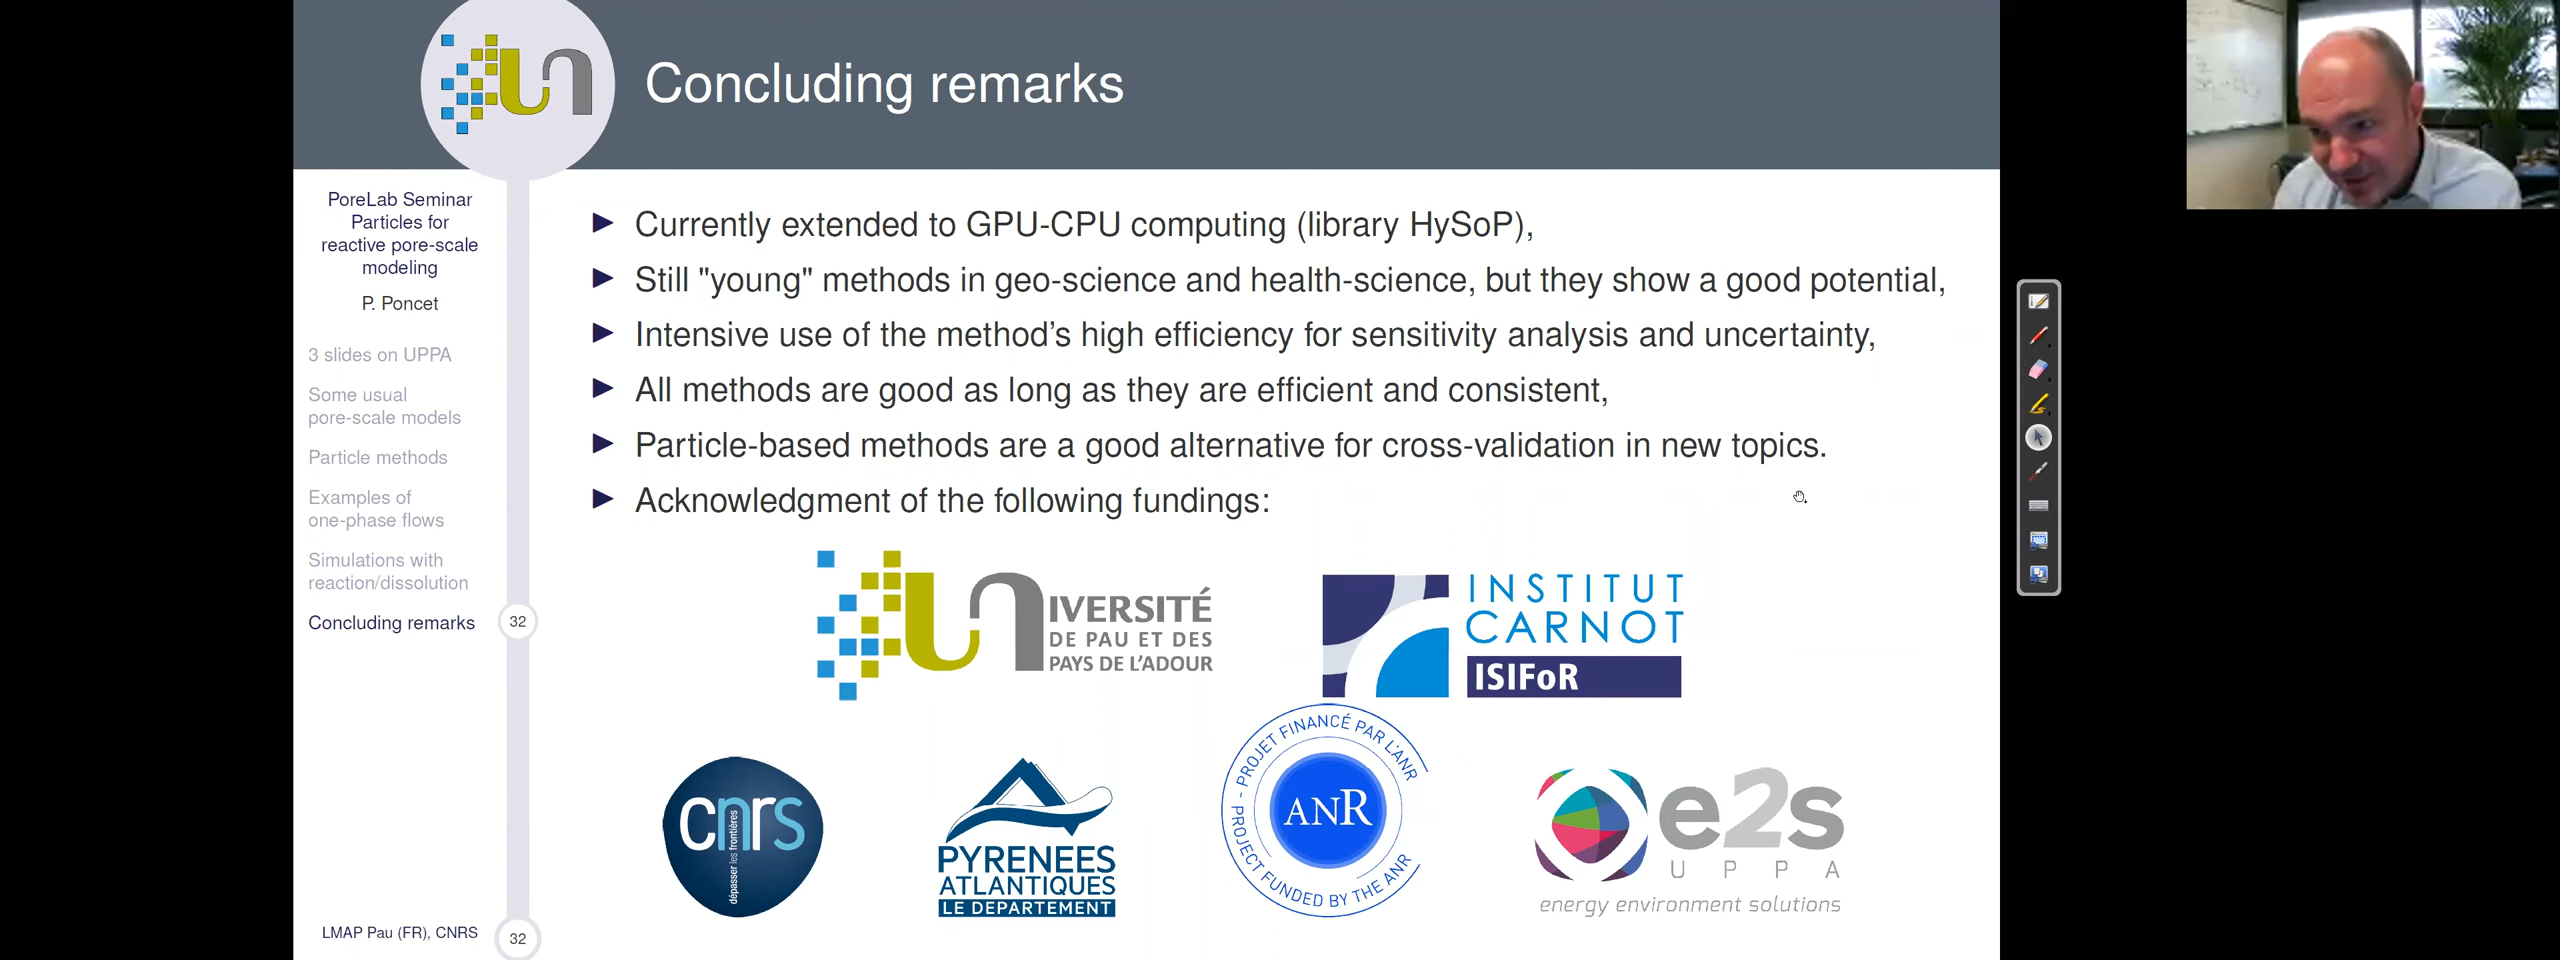 Concluding remarks
PoreLab Seminar
Particles for
reactive pore-scale
modeling
P. Poncet
3 slides on UPPA
Some usual
pore-scale models
Particle methods
Examples of
one-phase flows
Simulations with
reaction/dissolution
Concluding remarks
32
LMAP Pau (FR), CNRS
32
Currently extended to GPU-CPU computing (library HySoP),
Still "young" methods in geo-science and health-science, but they show a good potential,
Intensive use of the method's high efficiency for sensitivity analysis and uncertainty,
All methods are good as long as they are efficient and consistent,
Particle-based methods are a good alternative for cross-validation in new topics.
Acknowledgment of the following fundings:
UNIVERSITÉ
DE PAU ET DES
PAYS DE L'ADOUR
INSTITUT
CARNOT
ISIFoR
cnrs
dépasser les frontières
PYRENEES
ATLANTIQUES
LE DEPARTEMENT
- PROJET FINANCÉ PAR L'ANR
ANR
PROJECT FUNDED BY THE ANR
e2s
UPPA
energy environment solutions